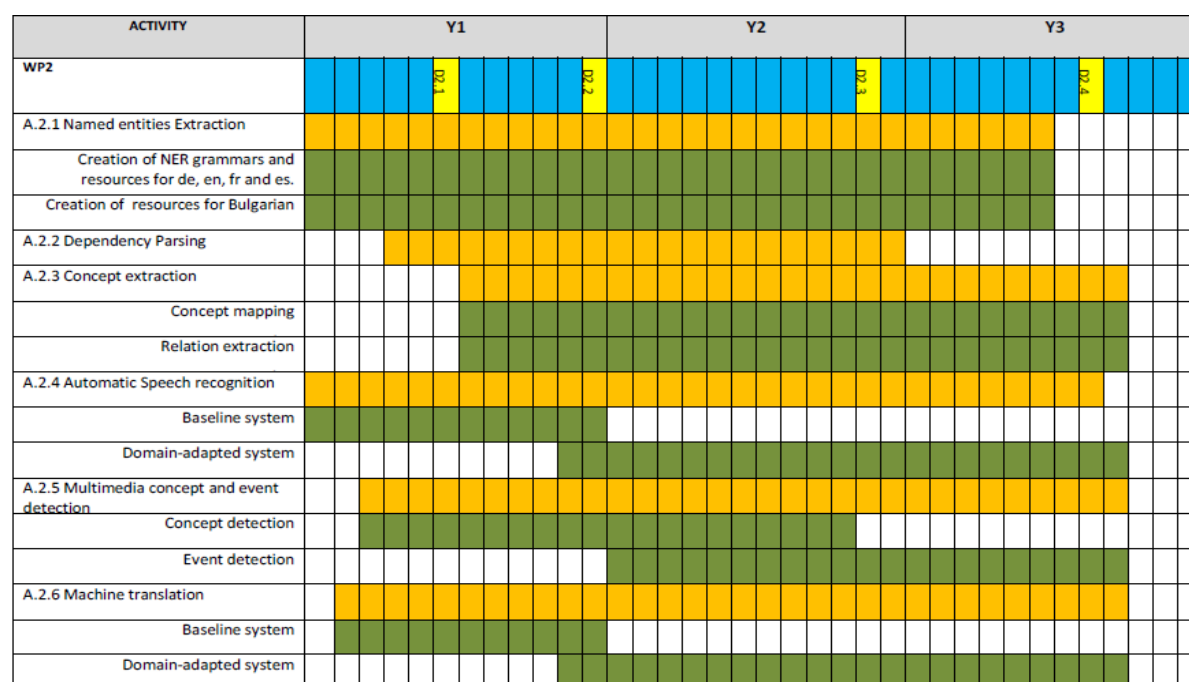 ACTIVITY Y1 Y2 Y3
WP2 D2.1 D2.2 D2.3 D2.4
A.2.1 Named entities Extraction
Creation of NER grammars and
resources for de, en, fr and es.
Creation of  resources for Bulgarian
A.2.2 Dependency Parsing
A.2.3 Concept extraction
Concept mapping
Relation extraction
A.2.4 Automatic Speech recognition
Baseline system
Domain-adapted system
A.2.5 Multimedia concept and event
detection
Concept detection
Event detection
A.2.6 Machine translation
Baseline system
Domain-adapted system